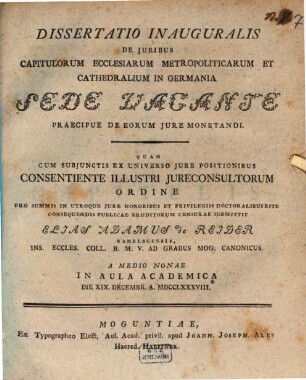 DISSERTATIO INAUGURALIS
DE JURIBUS
CAPITULORUM ECCLESIARUM METROPOLITICARUM ET
CATHEDRALIUM IN GERMANIA
SEDE VACANTE
PRAECIPUE DE EORUM JURE MONETANDI.
QUAM
CUM SUBJUNCTIS EX UNIVERSO JURE POSITIONIBUS
CONSENTIENTE ILLUSTRI JURECONSULTORUM
ORDINE
PRO SUMMIS IN UTROQUE JURE HONORIBUS ET PRIVILEGIIS DOCTORALIBUS RITE
CONSEQUENDIS PUBLICAE ERUDITORUM CENSURAE SUBMITTIT
ELIAS ADAMUS de REIDER
BAMBERGENSIS,
INS. ECCLES. COLL. B. M. V. AD GRADUS MOG. CANONICUS.
A MEDIO NONAE
IN AULA ACADEMICA
DIE XIX. DECEMBR. A. MDCCLXXXVIII.
MOGUNTIAE,
Ex Typographeo Elect. Aul. Acad. privil. apud JOANN. JOSEPH. ALEF
Haered. HAEFFNER.